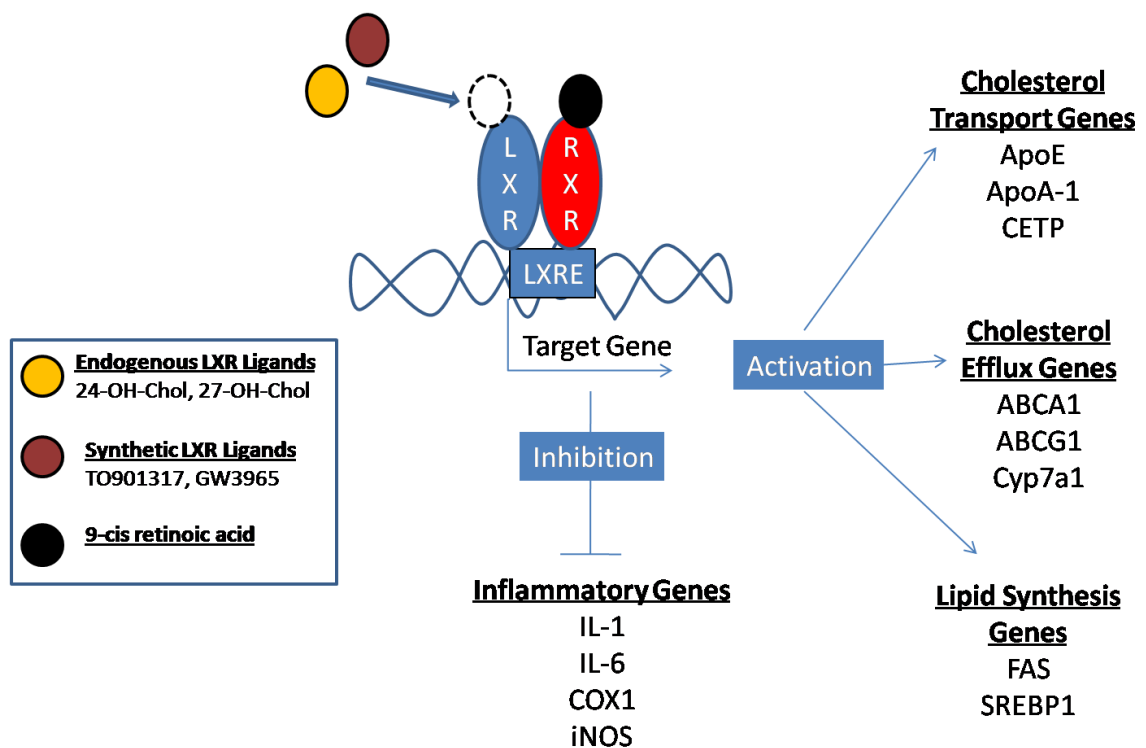 L
X
R
R
X
R
LXRE
Target Gene
Inhibition
Inflammatory Genes
IL-1
IL-6
COX1
iNOS
Activation
Cholesterol
Transport Genes
ApoE
ApoA-1
CETP
Cholesterol
Efflux Genes
ABCA1
ABCG1
Cyp7a1
Lipid Synthesis
Genes
FAS
SREBP1
Endogenous LXR Ligands
24-OH-Chol, 27-OH-Chol
Synthetic LXR Ligands
TO901317, GW3965
9-cis retinoic acid